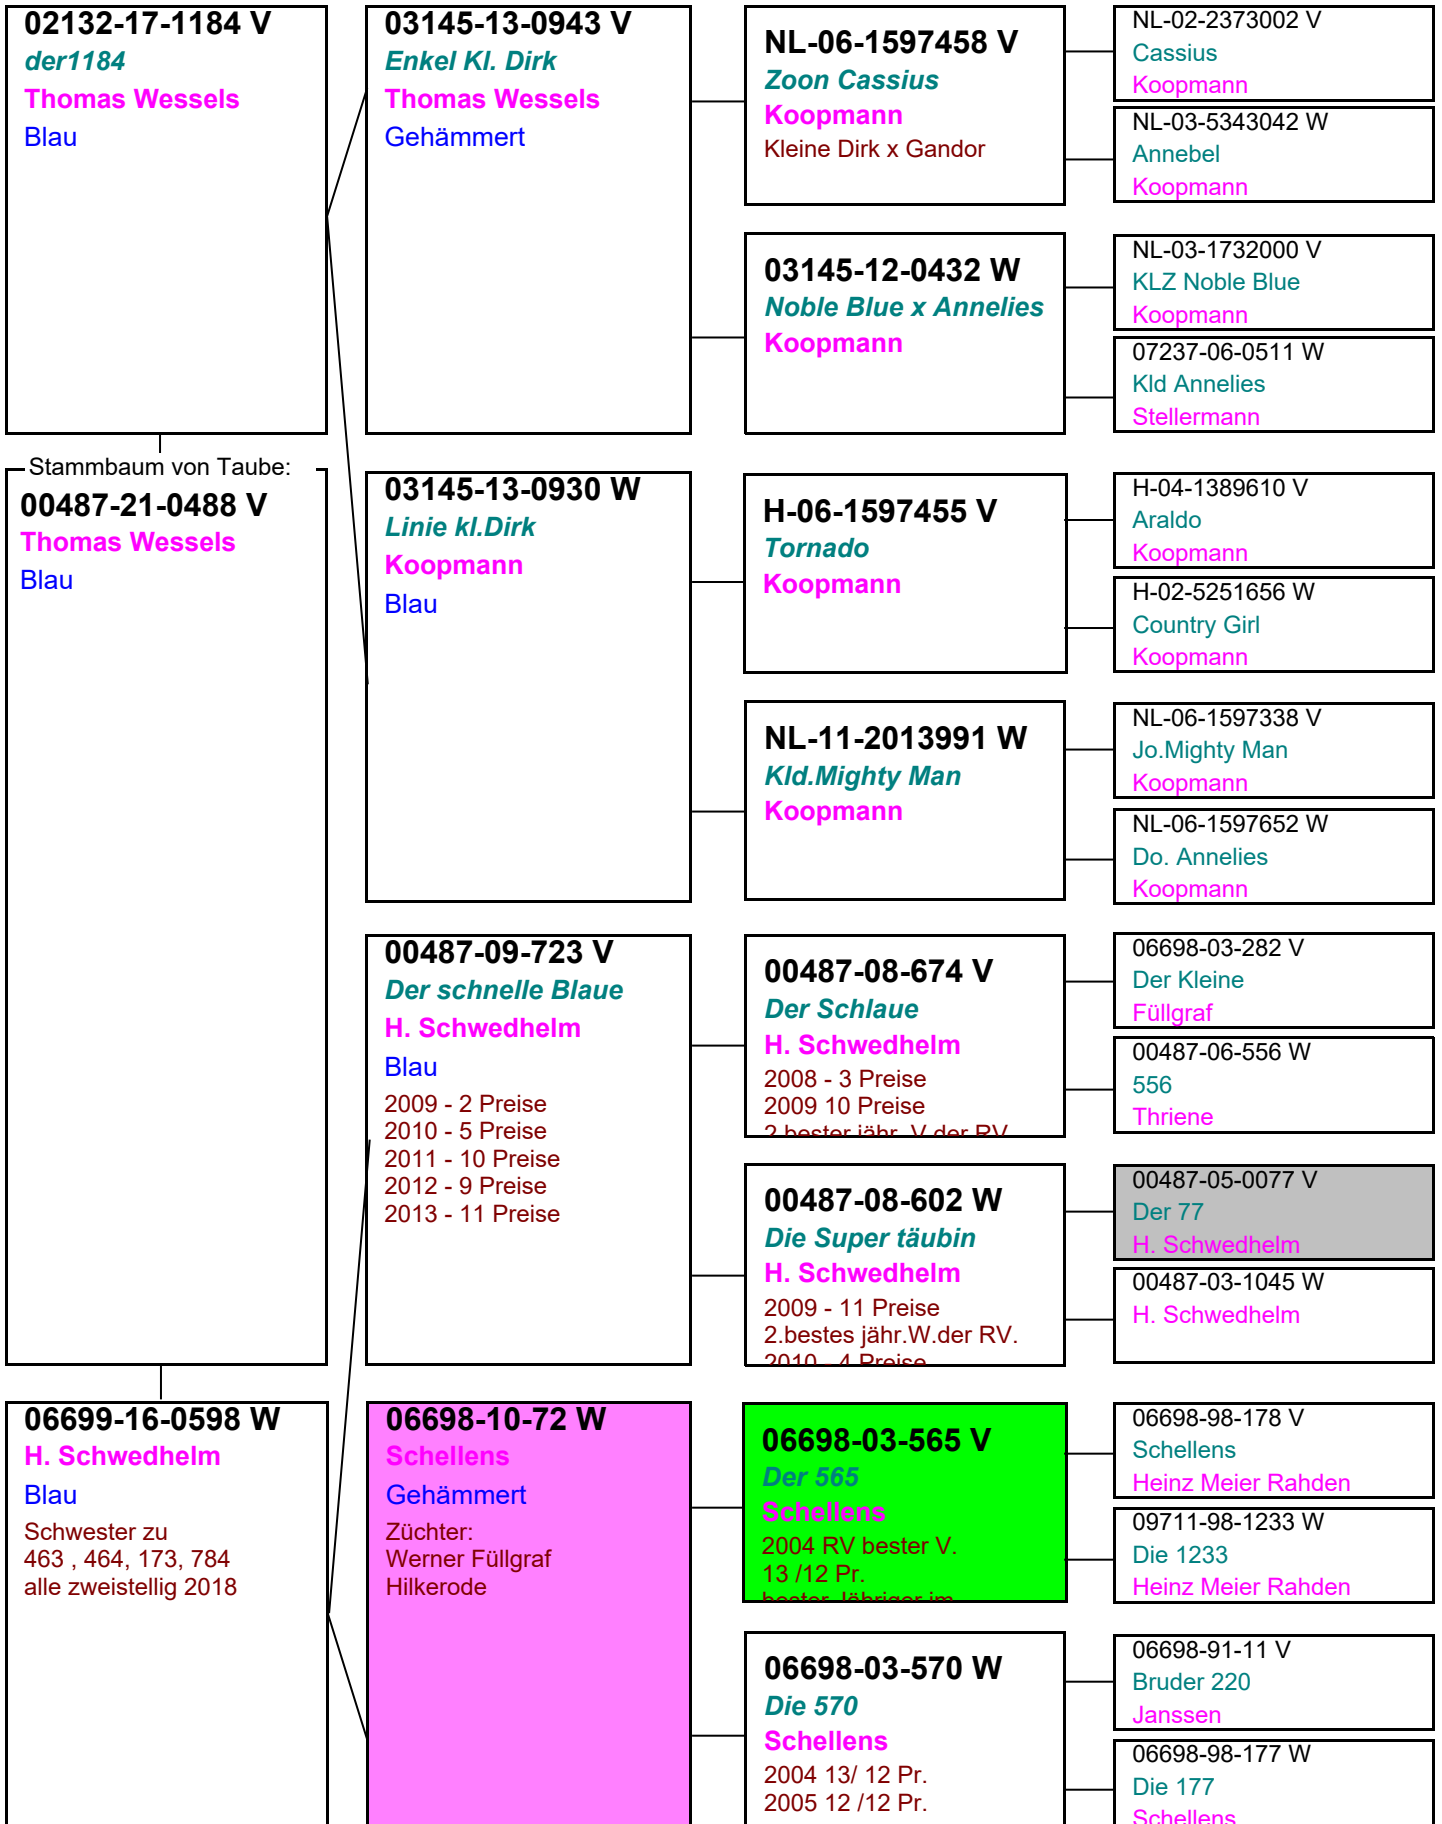 02132-17-1184 V
der1184
Thomas Wessels
Blau
Stammbaum von Taube:
00487-21-0488 V
Thomas Wessels
Blau
06699-16-0598 W
H. Schwedhelm
Blau
Schwester zu
463 , 464, 173, 784
alle zweistellig 2018
03145-13-0943 V
Enkel Kl. Dirk
Thomas Wessels
Gehämmert
03145-13-0930 W
Linie kl.Dirk
Koopmann
Blau
00487-09-723 V
Der schnelle Blaue
H. Schwedhelm
Blau
2009 - 2 Preise
2010 - 5 Preise
2011 - 10 Preise
2012 - 9 Preise
2013 - 11 Preise
06698-10-72 W
Schellens
Gehämmert
Züchter:
Werner Füllgraf
Hilkerode
NL-06-1597458 V
Zoon Cassius
Koopmann
Kleine Dirk x Gandor
03145-12-0432 W
Noble Blue x Annelies
Koopmann
H-06-1597455 V
Tornado
Koopmann
NL-11-2013991 W
Kld.Mighty Man
Koopmann
00487-08-674 V
Der Schlaue
H. Schwedhelm
2008 - 3 Preise
2009 10 Preise
2.bester jähr. V der RV
00487-08-602 W
Die Super täubin
H. Schwedhelm
2009 - 11 Preise
2.bestes jähr.W.der RV.
2010 - 4 Preise
06698-03-565 V
Der 565
Schellens
2004 RV bester V.
13 /12 Pr.
bester Jähriger im
06698-03-570 W
Die 570
Schellens
2004 13/ 12 Pr.
2005 12 /12 Pr.
NL-02-2373002 V
Cassius
Koopmann
NL-03-5343042 W
Annebel
Koopmann
NL-03-1732000 V
KLZ Noble Blue
Koopmann
07237-06-0511 W
Kld Annelies
Stellermann
H-04-1389610 V
Araldo
Koopmann
H-02-5251656 W
Country Girl
Koopmann
NL-06-1597338 V
Jo.Mighty Man
Koopmann
NL-06-1597652 W
Do. Annelies
Koopmann
06698-03-282 V
Der Kleine
Füllgraf
00487-06-556 W
556
Thriene
00487-05-0077 V
Der 77
H. Schwedhelm
00487-03-1045 W
H. Schwedhelm
06698-98-178 V
Schellens
Heinz Meier Rahden
09711-98-1233 W
Die 1233
Heinz Meier Rahden
06698-91-11 V
Bruder 220
Janssen
06698-98-177 W
Die 177
Schellens